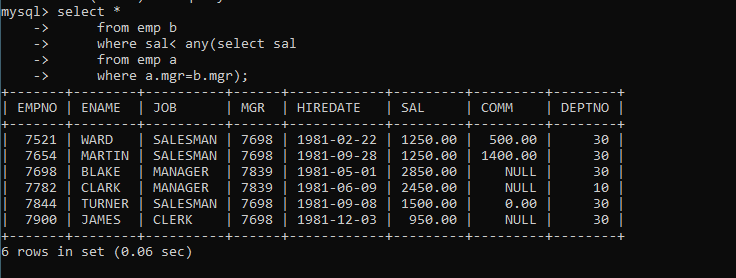 mysql> select *
    ->      from emp b
    ->      where sal< any(select sal
    ->      from emp a
    ->      where a.mgr=b.mgr);
+-------+--------+----------+------+------------+---------+---------+--------+
| EMPNO | ENAME  | JOB      | MGR  | HIREDATE   | SAL     | COMM    | DEPTNO |
+-------+--------+----------+------+------------+---------+---------+--------+
|  7521 | WARD   | SALESMAN | 7698 | 1981-02-22 | 1250.00 |  500.00 |     30 |
|  7654 | MARTIN | SALESMAN | 7698 | 1981-09-28 | 1250.00 | 1400.00 |     30 |
|  7698 | BLAKE  | MANAGER  | 7839 | 1981-05-01 | 2850.00 |    NULL |     30 |
|  7782 | CLARK  | MANAGER  | 7839 | 1981-06-09 | 2450.00 |    NULL |     10 |
|  7844 | TURNER | SALESMAN | 7698 | 1981-09-08 | 1500.00 |    0.00 |     30 |
|  7900 | JAMES  | CLERK    | 7698 | 1981-12-03 |  950.00 |    NULL |     30 |
+-------+--------+----------+------+------------+---------+---------+--------+
6 rows in set (0.06 sec)